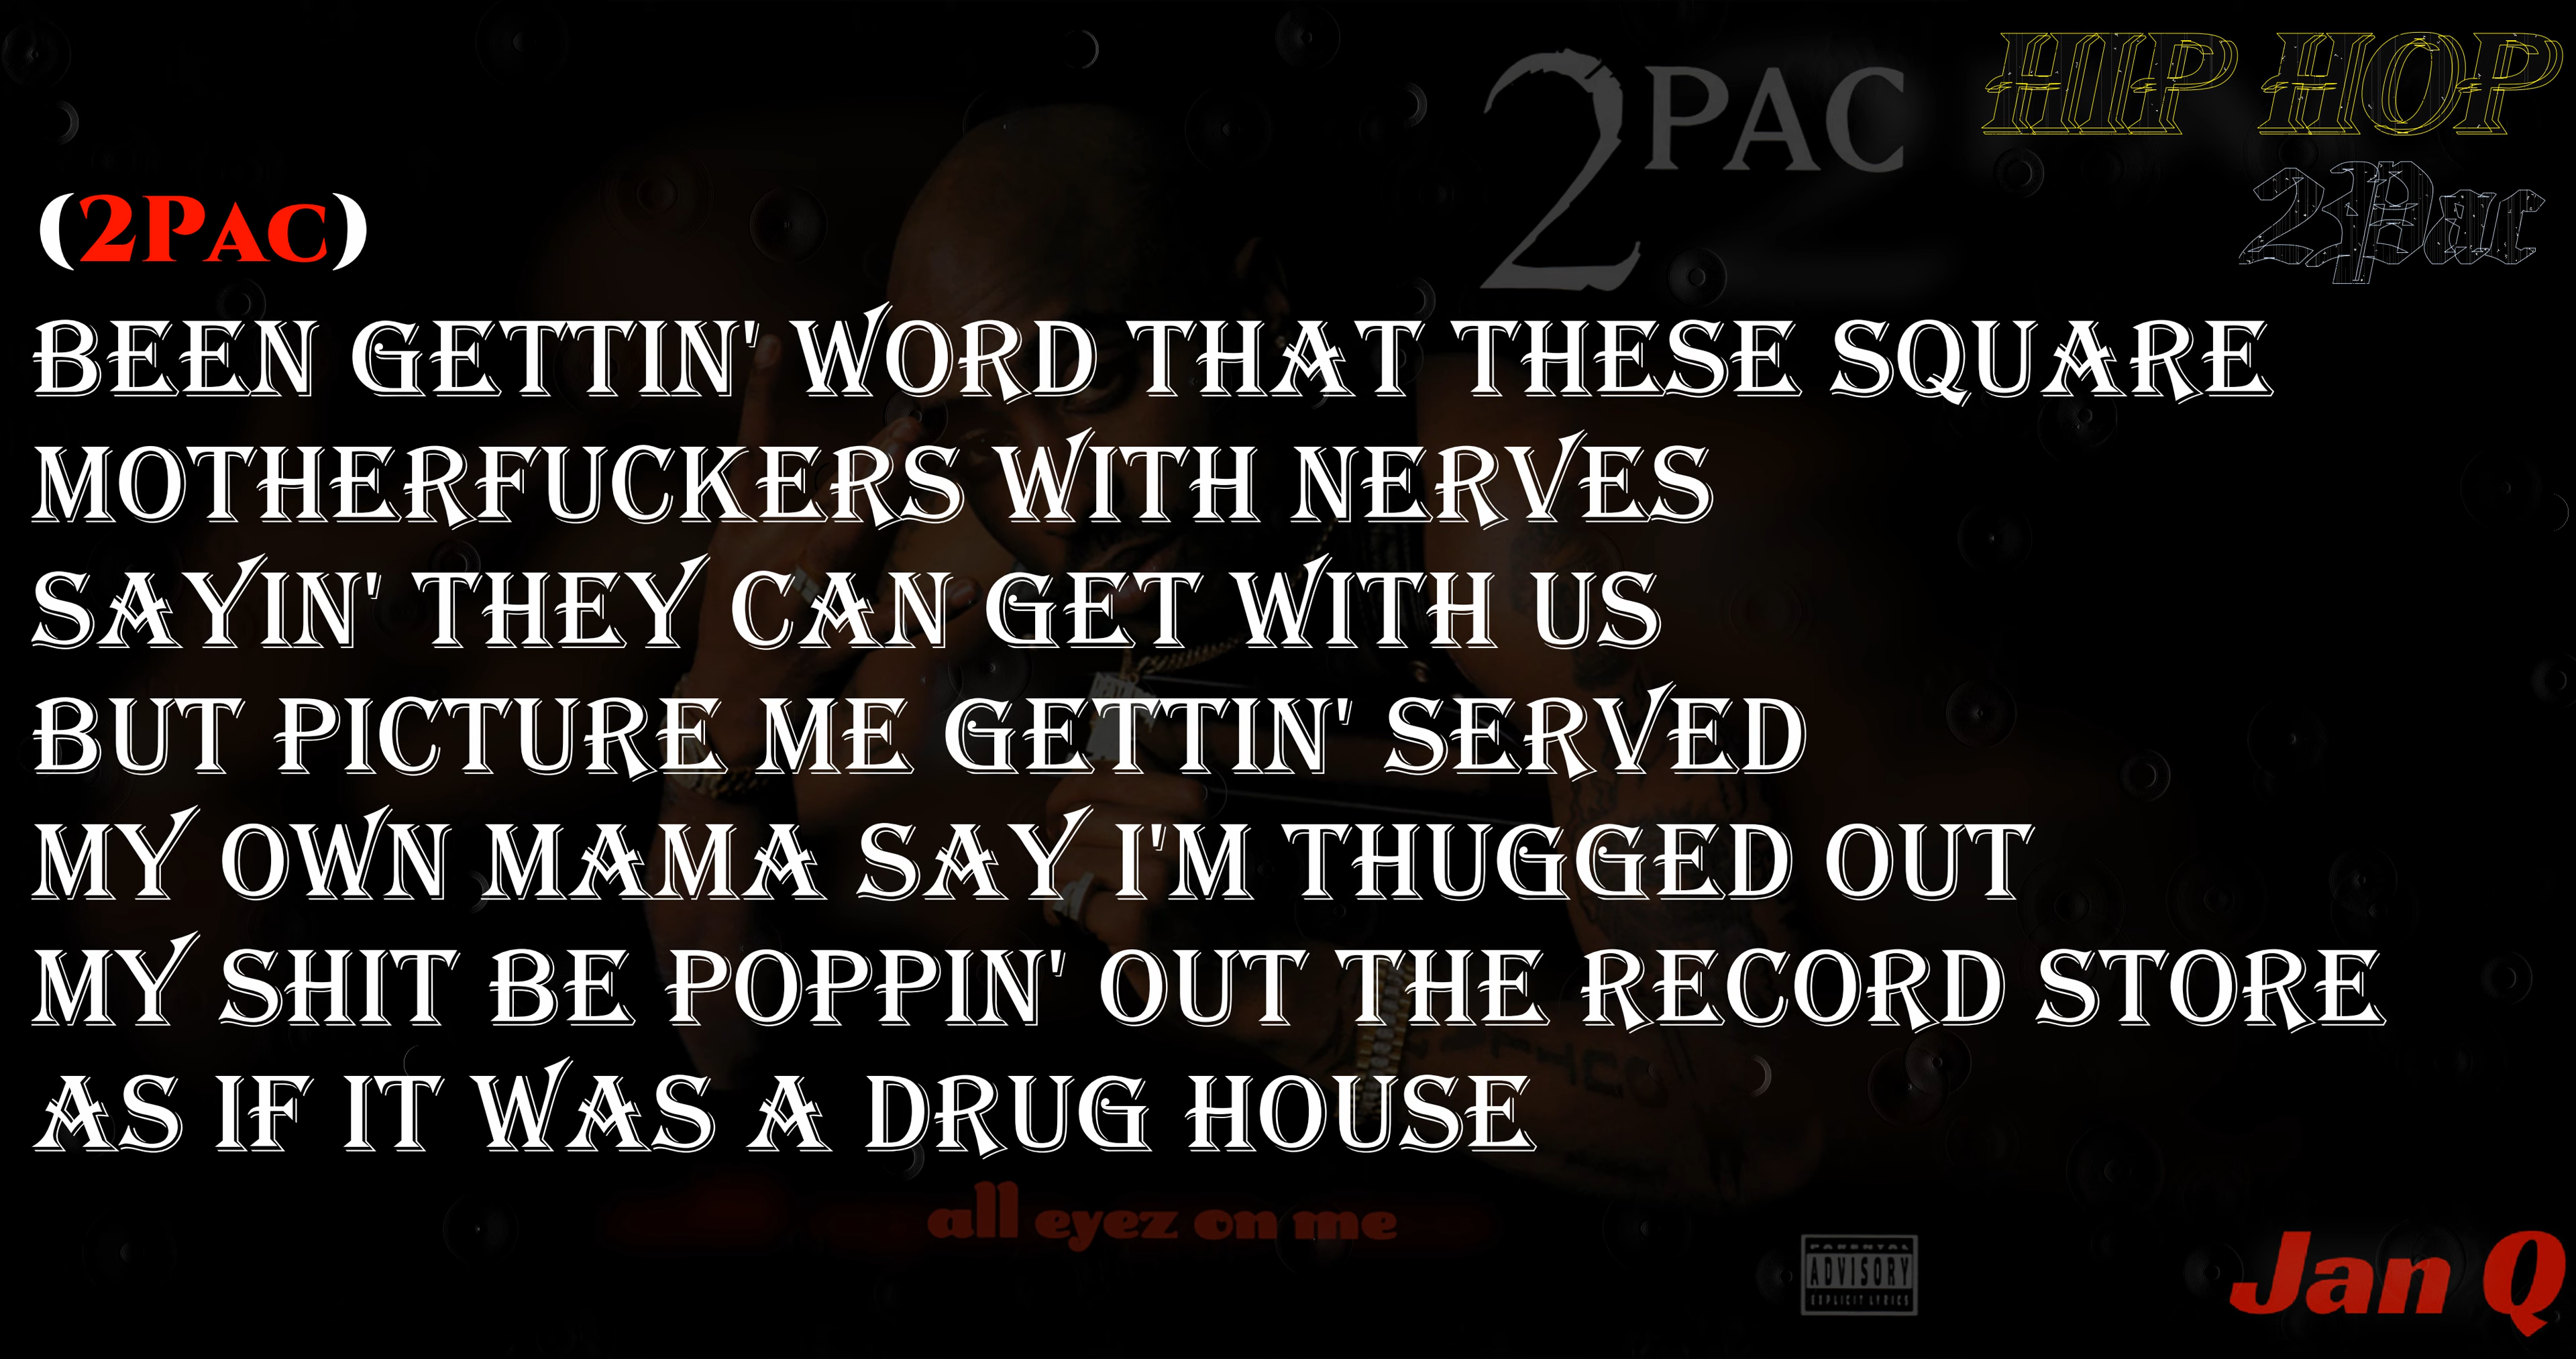 HIP HOP
2PAC
2Pac
(2PAC)
BEEN GETTIN' WORD THAT THESE SQUARE
MOTHERFUCKERS WITH NERVES
SAYIN' THEY CAN GET WITH US
BUT PICTURE ME GETTIN' SERVED
MY OWN MAMA SAY I'M THUGGED OUT
MY SHIT BE POPPIN' OUT THE RECORD STORE
AS IF IT WAS A DRUG HOUSE
all eyez on me
PARENTAL
ADVISORY
EXPLICIT LYRICS
Jan Q